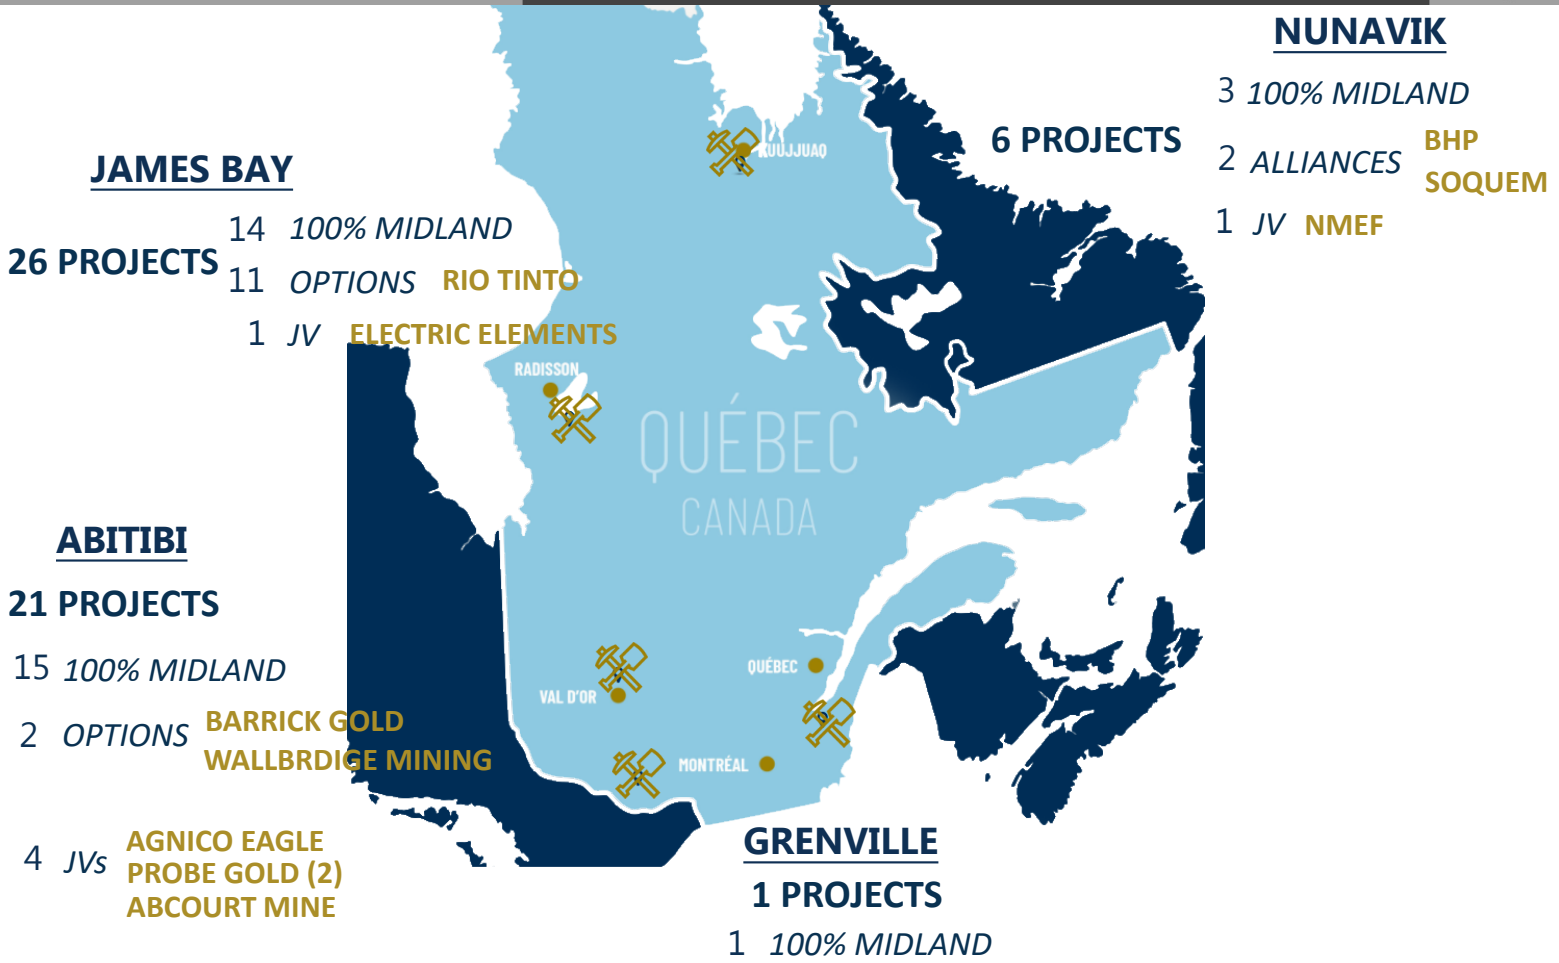 NUNAVIK
6 PROJECTS
3 100% MIDLAND
2 ALLIANCES BHP
SOQUEM
1 JV NMEF
JAMES BAY
26 PROJECTS
14 100% MIDLAND
11 OPTIONS RIO TINTO
1 JV ELECTRIC ELEMENTS
KUUJJUAQ
RADISSON
QUÉBEC
CANADA
ABITIBI
21 PROJECTS
15 100% MIDLAND
2 OPTIONS BARRICK GOLD
WALLBRDIGE MINING
4 JVs AGNICO EAGLE
PROBE GOLD (2)
ABCOURT MINE
VAL D'OR
QUÉBEC
MONTRÉAL
GRENVILLE
1 PROJECTS
1 100% MIDLAND